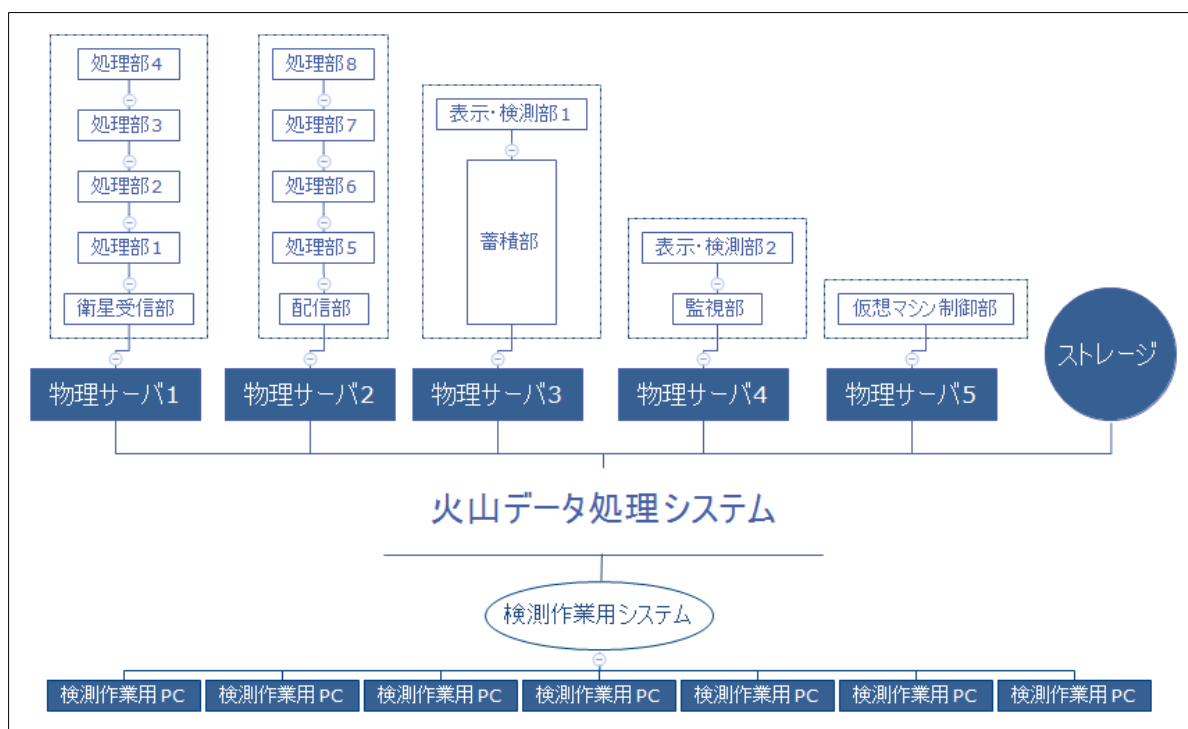 処理部4
処理部3
処理部2
処理部1
衛星受信部
処理部8
処理部7
処理部6
処理部5
配信部
表示・検測部1
蓄積部
表示・検測部2
監視部
仮想マシン制御部
物理サーバ1
物理サーバ2
物理サーバ3
物理サーバ4
物理サーバ5
ストレージ
火山データ処理システム
検測作業用システム
検測作業用PC
検測作業用PC
検測作業用PC
検測作業用PC
検測作業用PC
検測作業用PC
検測作業用PC